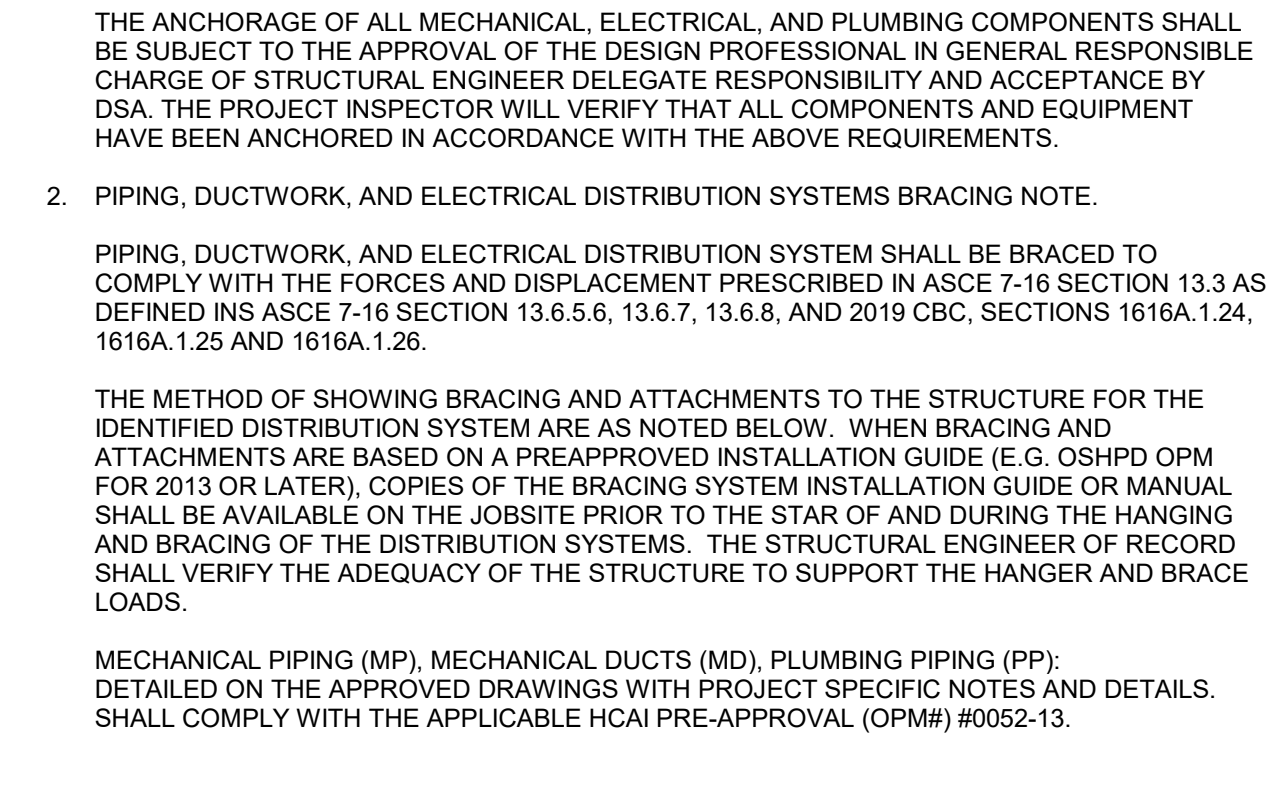 THE ANCHORAGE OF ALL MECHANICAL, ELECTRICAL, AND PLUMBING COMPONENTS SHALL
BE SUBJECT TO THE APPROVAL OF THE DESIGN PROFESSIONAL IN GENERAL RESPONSIBLE
CHARGE OF STRUCTURAL ENGINEER DELEGATE RESPONSIBILITY AND ACCEPTANCE BY
DSA. THE PROJECT INSPECTOR WILL VERIFY THAT ALL COMPONENTS AND EQUIPMENT
HAVE BEEN ANCHORED IN ACCORDANCE WITH THE ABOVE REQUIREMENTS.
2. PIPING, DUCTWORK, AND ELECTRICAL DISTRIBUTION SYSTEMS BRACING NOTE.
PIPING, DUCTWORK, AND ELECTRICAL DISTRIBUTION SYSTEM SHALL BE BRACED TO
COMPLY WITH THE FORCES AND DISPLACEMENT PRESCRIBED IN ASCE 7-16 SECTION 13.3 AS
DEFINED INS ASCE 7-16 SECTION 13.6.5.6, 13.6.7, 13.6.8, AND 2019 CBC, SECTIONS 1616A.1.24,
1616A.1.25 AND 1616A.1.26.
THE METHOD OF SHOWING BRACING AND ATTACHMENTS TO THE STRUCTURE FOR THE
IDENTIFIED DISTRIBUTION SYSTEM ARE AS NOTED BELOW. WHEN BRACING AND
ATTACHMENTS ARE BASED ON A PREAPPROVED INSTALLATION GUIDE (E.G. OSHPD OPM
FOR 2013 OR LATER), COPIES OF THE BRACING SYSTEM INSTALLATION GUIDE OR MANUAL
SHALL BE AVAILABLE ON THE JOBSITE PRIOR TO THE STAR OF AND DURING THE HANGING
AND BRACING OF THE DISTRIBUTION SYSTEMS. THE STRUCTURAL ENGINEER OF RECORD
SHALL VERIFY THE ADEQUACY OF THE STRUCTURE TO SUPPORT THE HANGER AND BRACE
LOADS.
MECHANICAL PIPING (MP), MECHANICAL DUCTS (MD), PLUMBING PIPING (PP):
DETAILED ON THE APPROVED DRAWINGS WITH PROJECT SPECIFIC NOTES AND DETAILS.
SHALL COMPLY WITH THE APPLICABLE HCAI PRE-APPROVAL (OPM#) #0052-13.